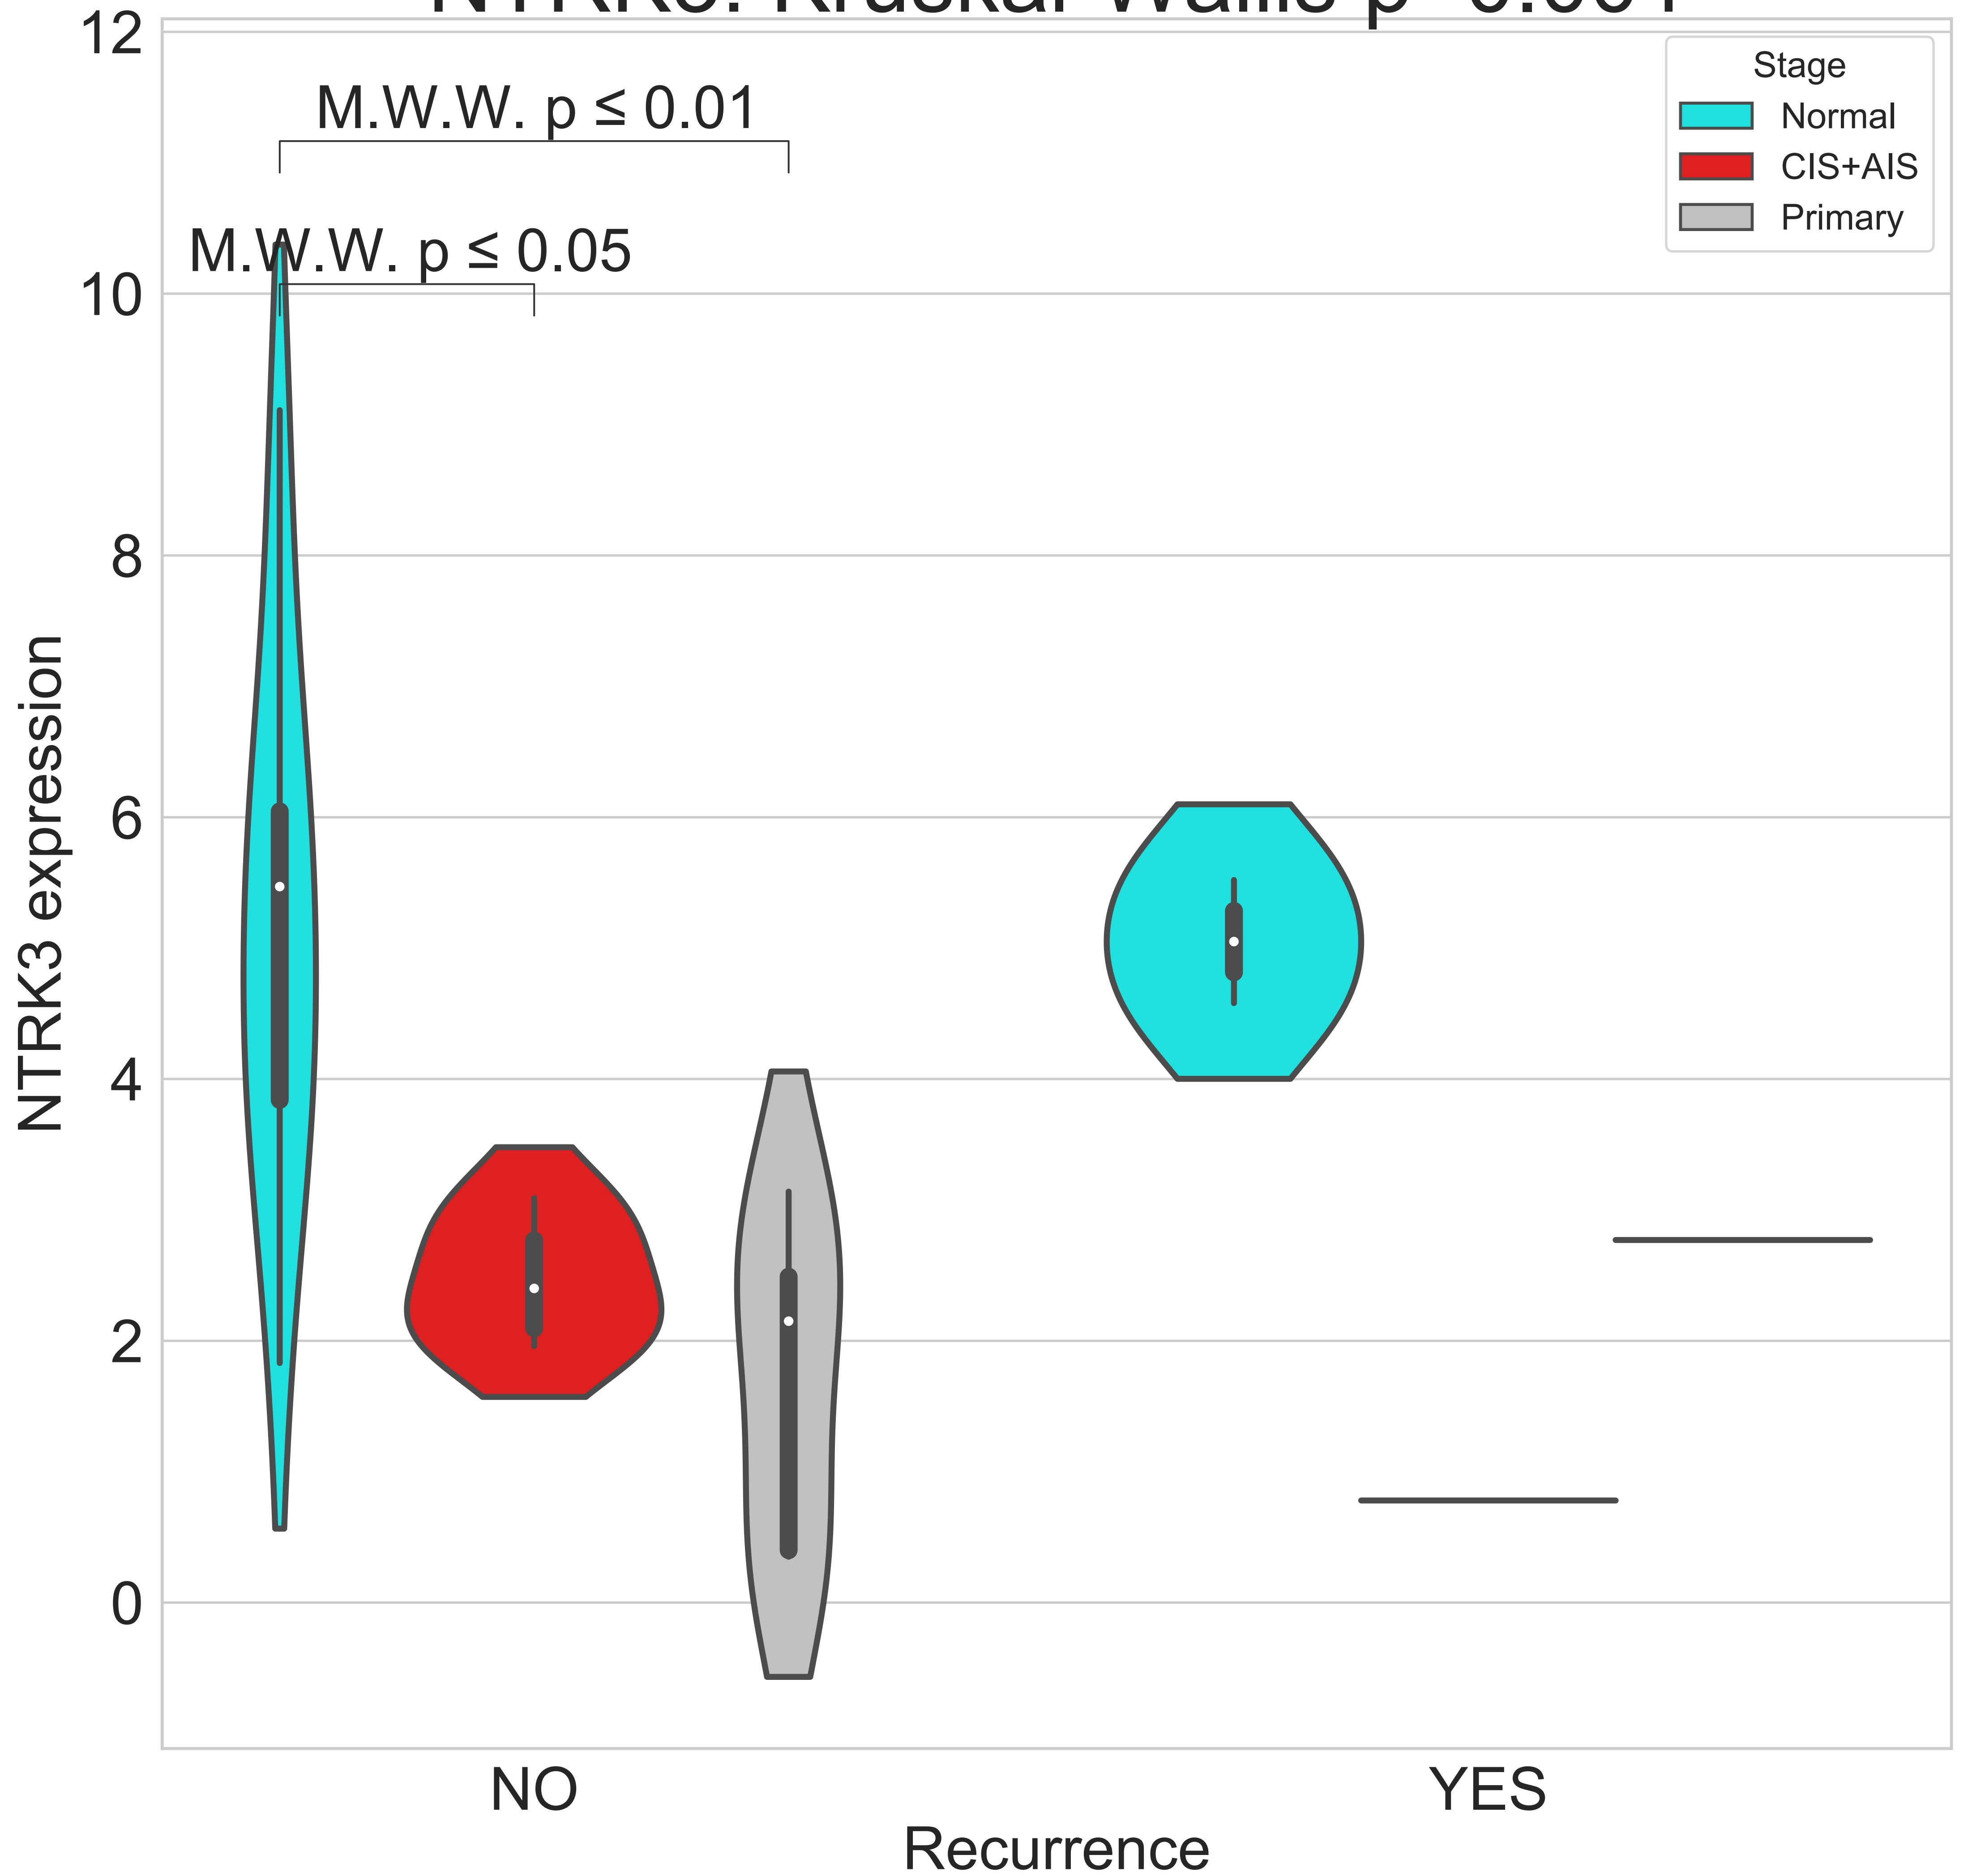 12
10
8
6
4
2
0
NTRK3 expression
M.W.W. p ≤ 0.01
M.W.W. p ≤ 0.05
Stage
Normal
CIS+AIS
Primary
NO
YES
Recurrence